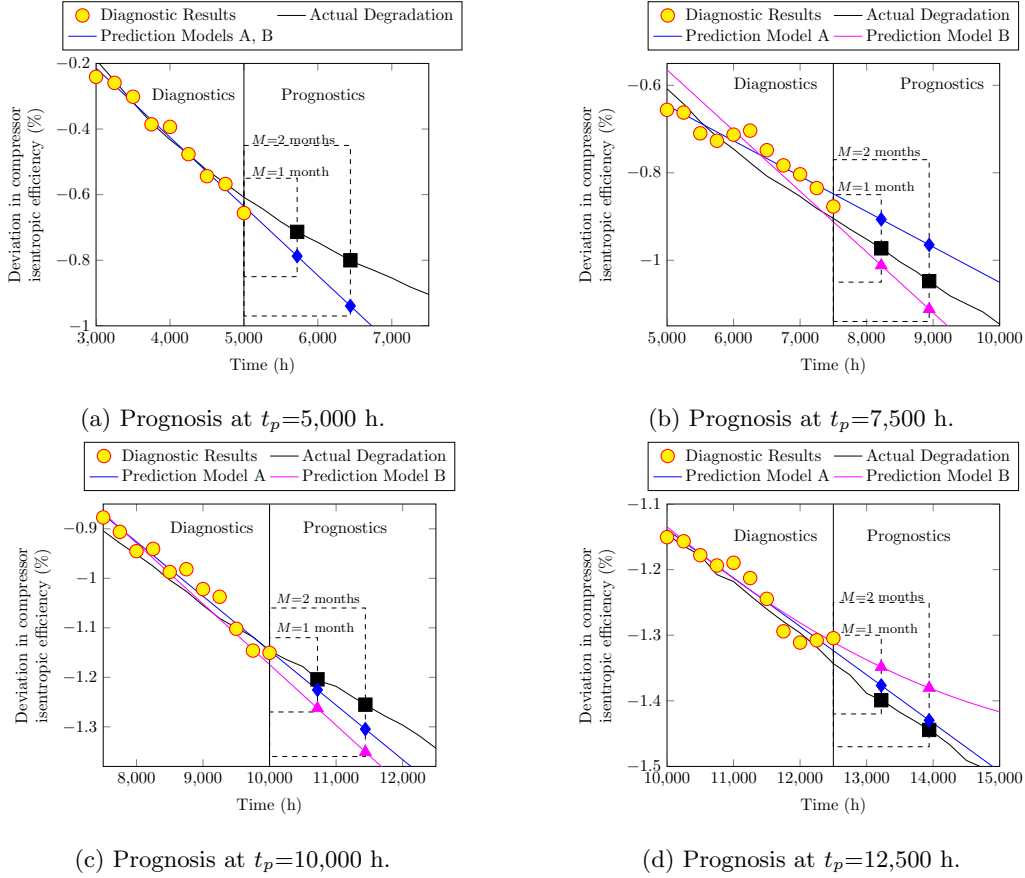 Diagnostic Results
Actual Degradation
Prediction Models A, B
−0.2
−0.4
−0.6
−0.8
−1
Deviation in compressor
isentropic efficiency (%)
Diagnostics
Prognostics
M=2 months
M=1 month
3,000
4,000
5,000
6,000
7,000
Time (h)
(a) Prognosis at tp=5,000 h.
Diagnostic Results
Actual Degradation
Prediction Model A
Prediction Model B
−0.6
−0.8
−1
Deviation in compressor
isentropic efficiency (%)
Diagnostics
Prognostics
M=2 months
M=1 month
5,000
6,000
7,000
8,000
9,000
10,000
Time (h)
(b) Prognosis at tp=7,500 h.
Diagnostic Results
Actual Degradation
Prediction Model A
Prediction Model B
−0.9
−1
−1.1
−1.2
−1.3
Deviation in compressor
isentropic efficiency (%)
Diagnostics
Prognostics
M=2 months
M=1 month
8,000
9,000
10,000
11,000
12,000
Time (h)
(c) Prognosis at tp=10,000 h.
Diagnostic Results
Actual Degradation
Prediction Model A
Prediction Model B
−1.1
−1.2
−1.3
−1.4
−1.5
Deviation in compressor
isentropic efficiency (%)
Diagnostics
Prognostics
M=2 months
M=1 month
10,000
11,000
12,000
13,000
14,000
15,000
Time (h)
(d) Prognosis at tp=12,500 h.